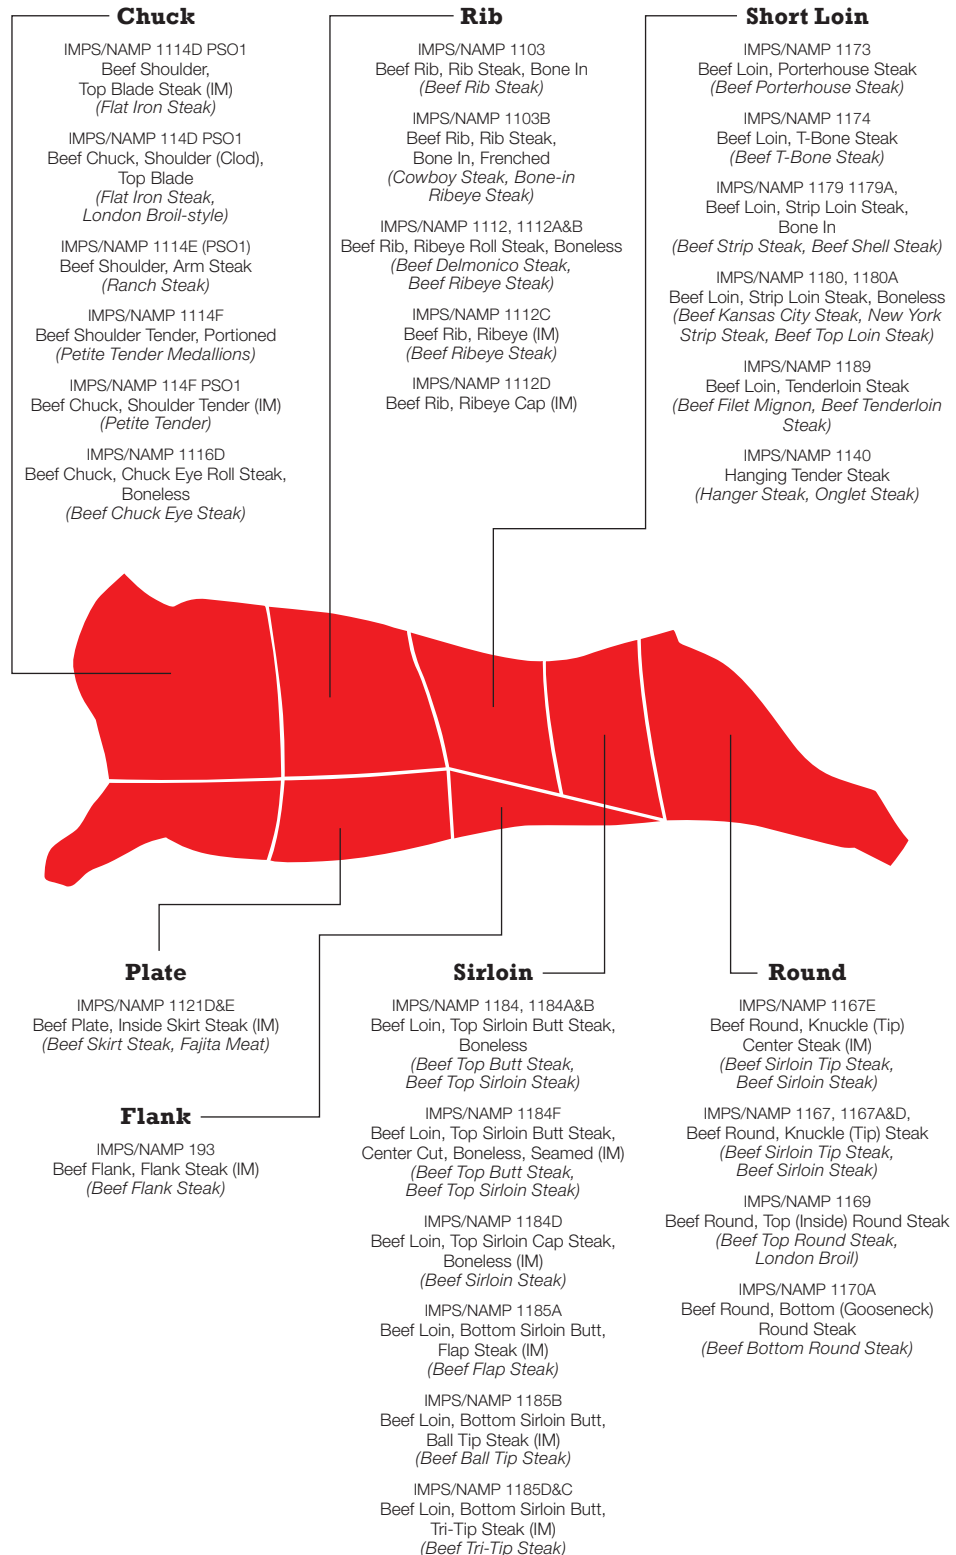 Chuck
IMPS/NAMP 1114D PSO1
Beef Shoulder,
Top Blade Steak (IM)
(Flat Iron Steak)
IMPS/NAMP 114D PSO1
Beef Chuck, Shoulder (Clod),
Top Blade
(Flat Iron Steak,
London Broil-style)
IMPS/NAMP 1114E (PSO1)
Beef Shoulder, Arm Steak
(Ranch Steak)
IMPS/NAMP 1114F
Beef Shoulder Tender, Portioned
(Petite Tender Medallions)
IMPS/NAMP 114F PSO1
Beef Chuck, Shoulder Tender (IM)
(Petite Tender)
IMPS/NAMP 1116D
Beef Chuck, Chuck Eye Roll Steak,
Boneless
(Beef Chuck Eye Steak)
Rib
IMPS/NAMP 1103
Beef Rib, Rib Steak, Bone In
(Beef Rib Steak)
IMPS/NAMP 1103B
Beef Rib, Rib Steak,
Bone In, Frenched
(Cowboy Steak, Bone-in
Ribeye Steak)
IMPS/NAMP 1112, 1112A&B
Beef Rib, Ribeye Roll Steak, Boneless
(Beef Delmonico Steak,
Beef Ribeye Steak)
IMPS/NAMP 1112C
Beef Rib, Ribeye (IM)
(Beef Ribeye Steak)
IMPS/NAMP 1112D
Beef Rib, Ribeye Cap (IM)
Short Loin
IMPS/NAMP 1173
Beef Loin, Porterhouse Steak
(Beef Porterhouse Steak)
IMPS/NAMP 1174
Beef Loin, T-Bone Steak
(Beef T-Bone Steak)
IMPS/NAMP 1179 1179A,
Beef Loin, Strip Loin Steak,
Bone In
(Beef Strip Steak, Beef Shell Steak)
IMPS/NAMP 1180, 1180A
Beef Loin, Strip Loin Steak, Boneless
(Beef Kansas City Steak, New York
Strip Steak, Beef Top Loin Steak)
IMPS/NAMP 1189
Beef Loin, Tenderloin Steak
(Beef Filet Mignon, Beef Tenderloin
Steak)
IMPS/NAMP 1140
Hanging Tender Steak
(Hanger Steak, Onglet Steak)
Plate
IMPS/NAMP 1121D&E
Beef Plate, Inside Skirt Steak (IM)
(Beef Skirt Steak, Fajita Meat)
Flank
IMPS/NAMP 193
Beef Flank, Flank Steak (IM)
(Beef Flank Steak)
Sirloin
IMPS/NAMP 1184, 1184A&B
Beef Loin, Top Sirloin Butt Steak,
Boneless
(Beef Top Butt Steak,
Beef Top Sirloin Steak)
IMPS/NAMP 1184F
Beef Loin, Top Sirloin Butt Steak,
Center Cut, Boneless, Seamed (IM)
(Beef Top Butt Steak,
Beef Top Sirloin Steak)
IMPS/NAMP 1184D
Beef Loin, Top Sirloin Cap Steak,
Boneless (IM)
(Beef Sirloin Steak)
IMPS/NAMP 1185A
Beef Loin, Bottom Sirloin Butt,
Flap Steak (IM)
(Beef Flap Steak)
IMPS/NAMP 1185B
Beef Loin, Bottom Sirloin Butt,
Ball Tip Steak (IM)
(Beef Ball Tip Steak)
IMPS/NAMP 1185D&C
Beef Loin, Bottom Sirloin Butt,
Tri-Tip Steak (IM)
(Beef Tri-Tip Steak)
Round
IMPS/NAMP 1167E
Beef Round, Knuckle (Tip)
Center Steak (IM)
(Beef Sirloin Tip Steak,
Beef Sirloin Steak)
IMPS/NAMP 1167, 1167A&D,
Beef Round, Knuckle (Tip) Steak
(Beef Sirloin Tip Steak,
Beef Sirloin Steak)
IMPS/NAMP 1169
Beef Round, Top (Inside) Round Steak
(Beef Top Round Steak,
London Broil)
IMPS/NAMP 1170A
Beef Round, Bottom (Gooseneck)
Round Steak
(Beef Bottom Round Steak)